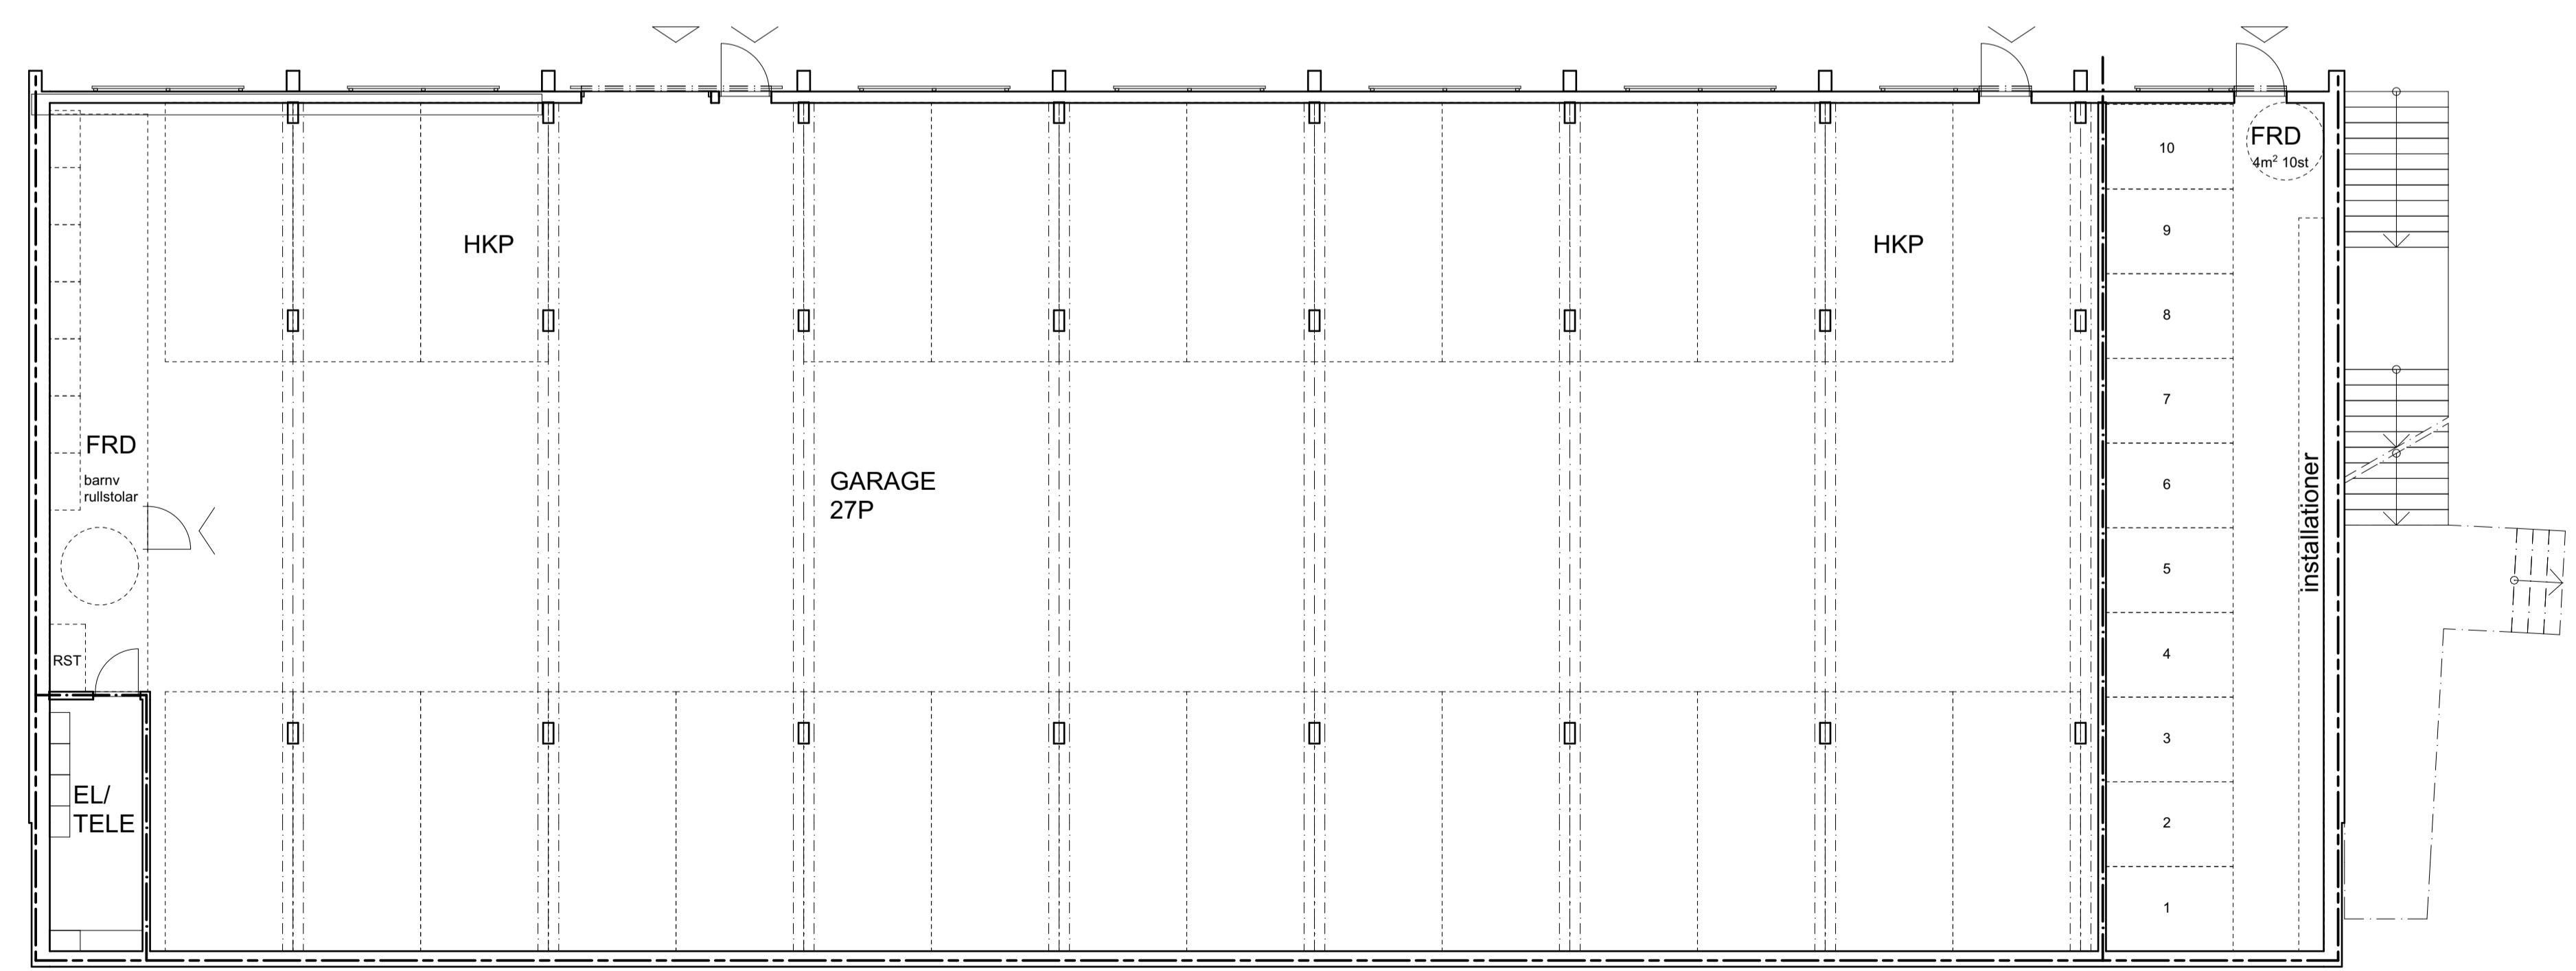 HKP
HKP
FRD
4m² 10st
10
9
8
7
6
5
4
3
2
1
installationer
FRD
barnv
rullstolar
GARAGE
27P
RST
EL/
TELE